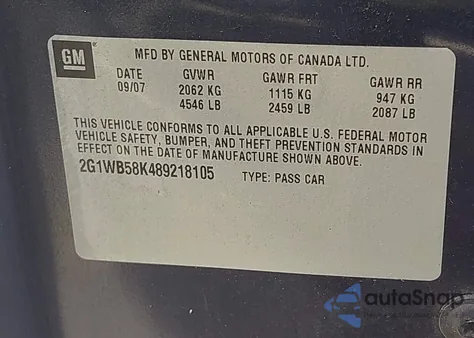 GM
MFD BY GENERAL MOTORS OF CANADA LTD.
DATE GVWR GAWR FRT GAWR RR
09/07 2062 KG 1115 KG 947 KG
4546 LB 2459 LB 2087 LB
THIS VEHICLE CONFORMS TO ALL APPLICABLE U.S. FEDERAL MOTOR
VEHICLE SAFETY, BUMPER, AND THEFT PREVENTION STANDARDS IN
EFFECT ON THE DATE OF MANUFACTURE SHOWN ABOVE.
2G1WB58K489218105 TYPE: PASS CAR
autoSnap